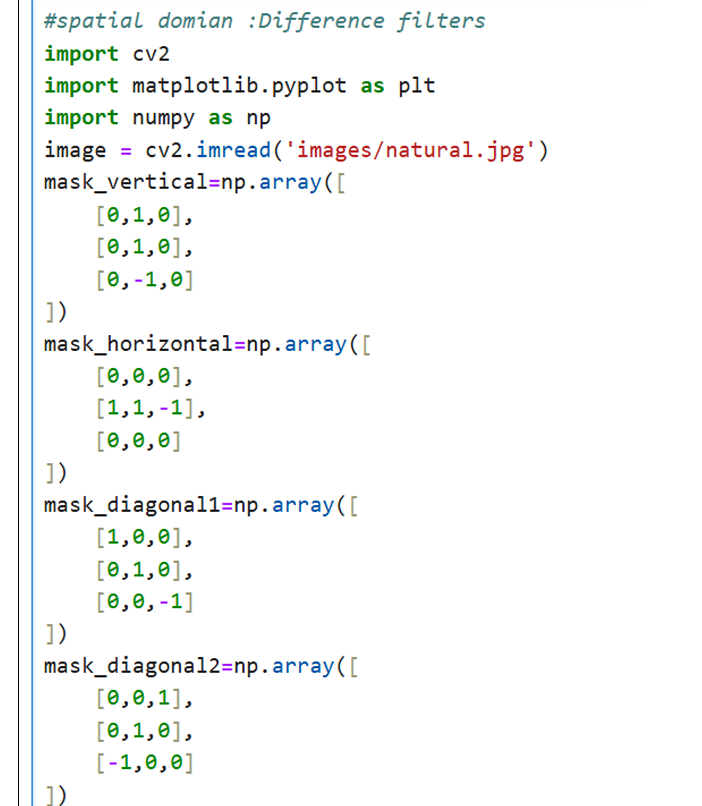 #spatial domian :Difference filters
import cv2
import matplotlib.pyplot as plt
import numpy as np
image = cv2.imread('images/natural.jpg')
mask_vertical=np.array([
    [0,1,0],
    [0,1,0],
    [0,-1,0]
])
mask_horizontal=np.array([
    [0,0,0],
    [1,1,-1],
    [0,0,0]
])
mask_diagonal1=np.array([
    [1,0,0],
    [0,1,0],
    [0,0,-1]
])
mask_diagonal2=np.array([
    [0,0,1],
    [0,1,0],
    [-1,0,0]
])